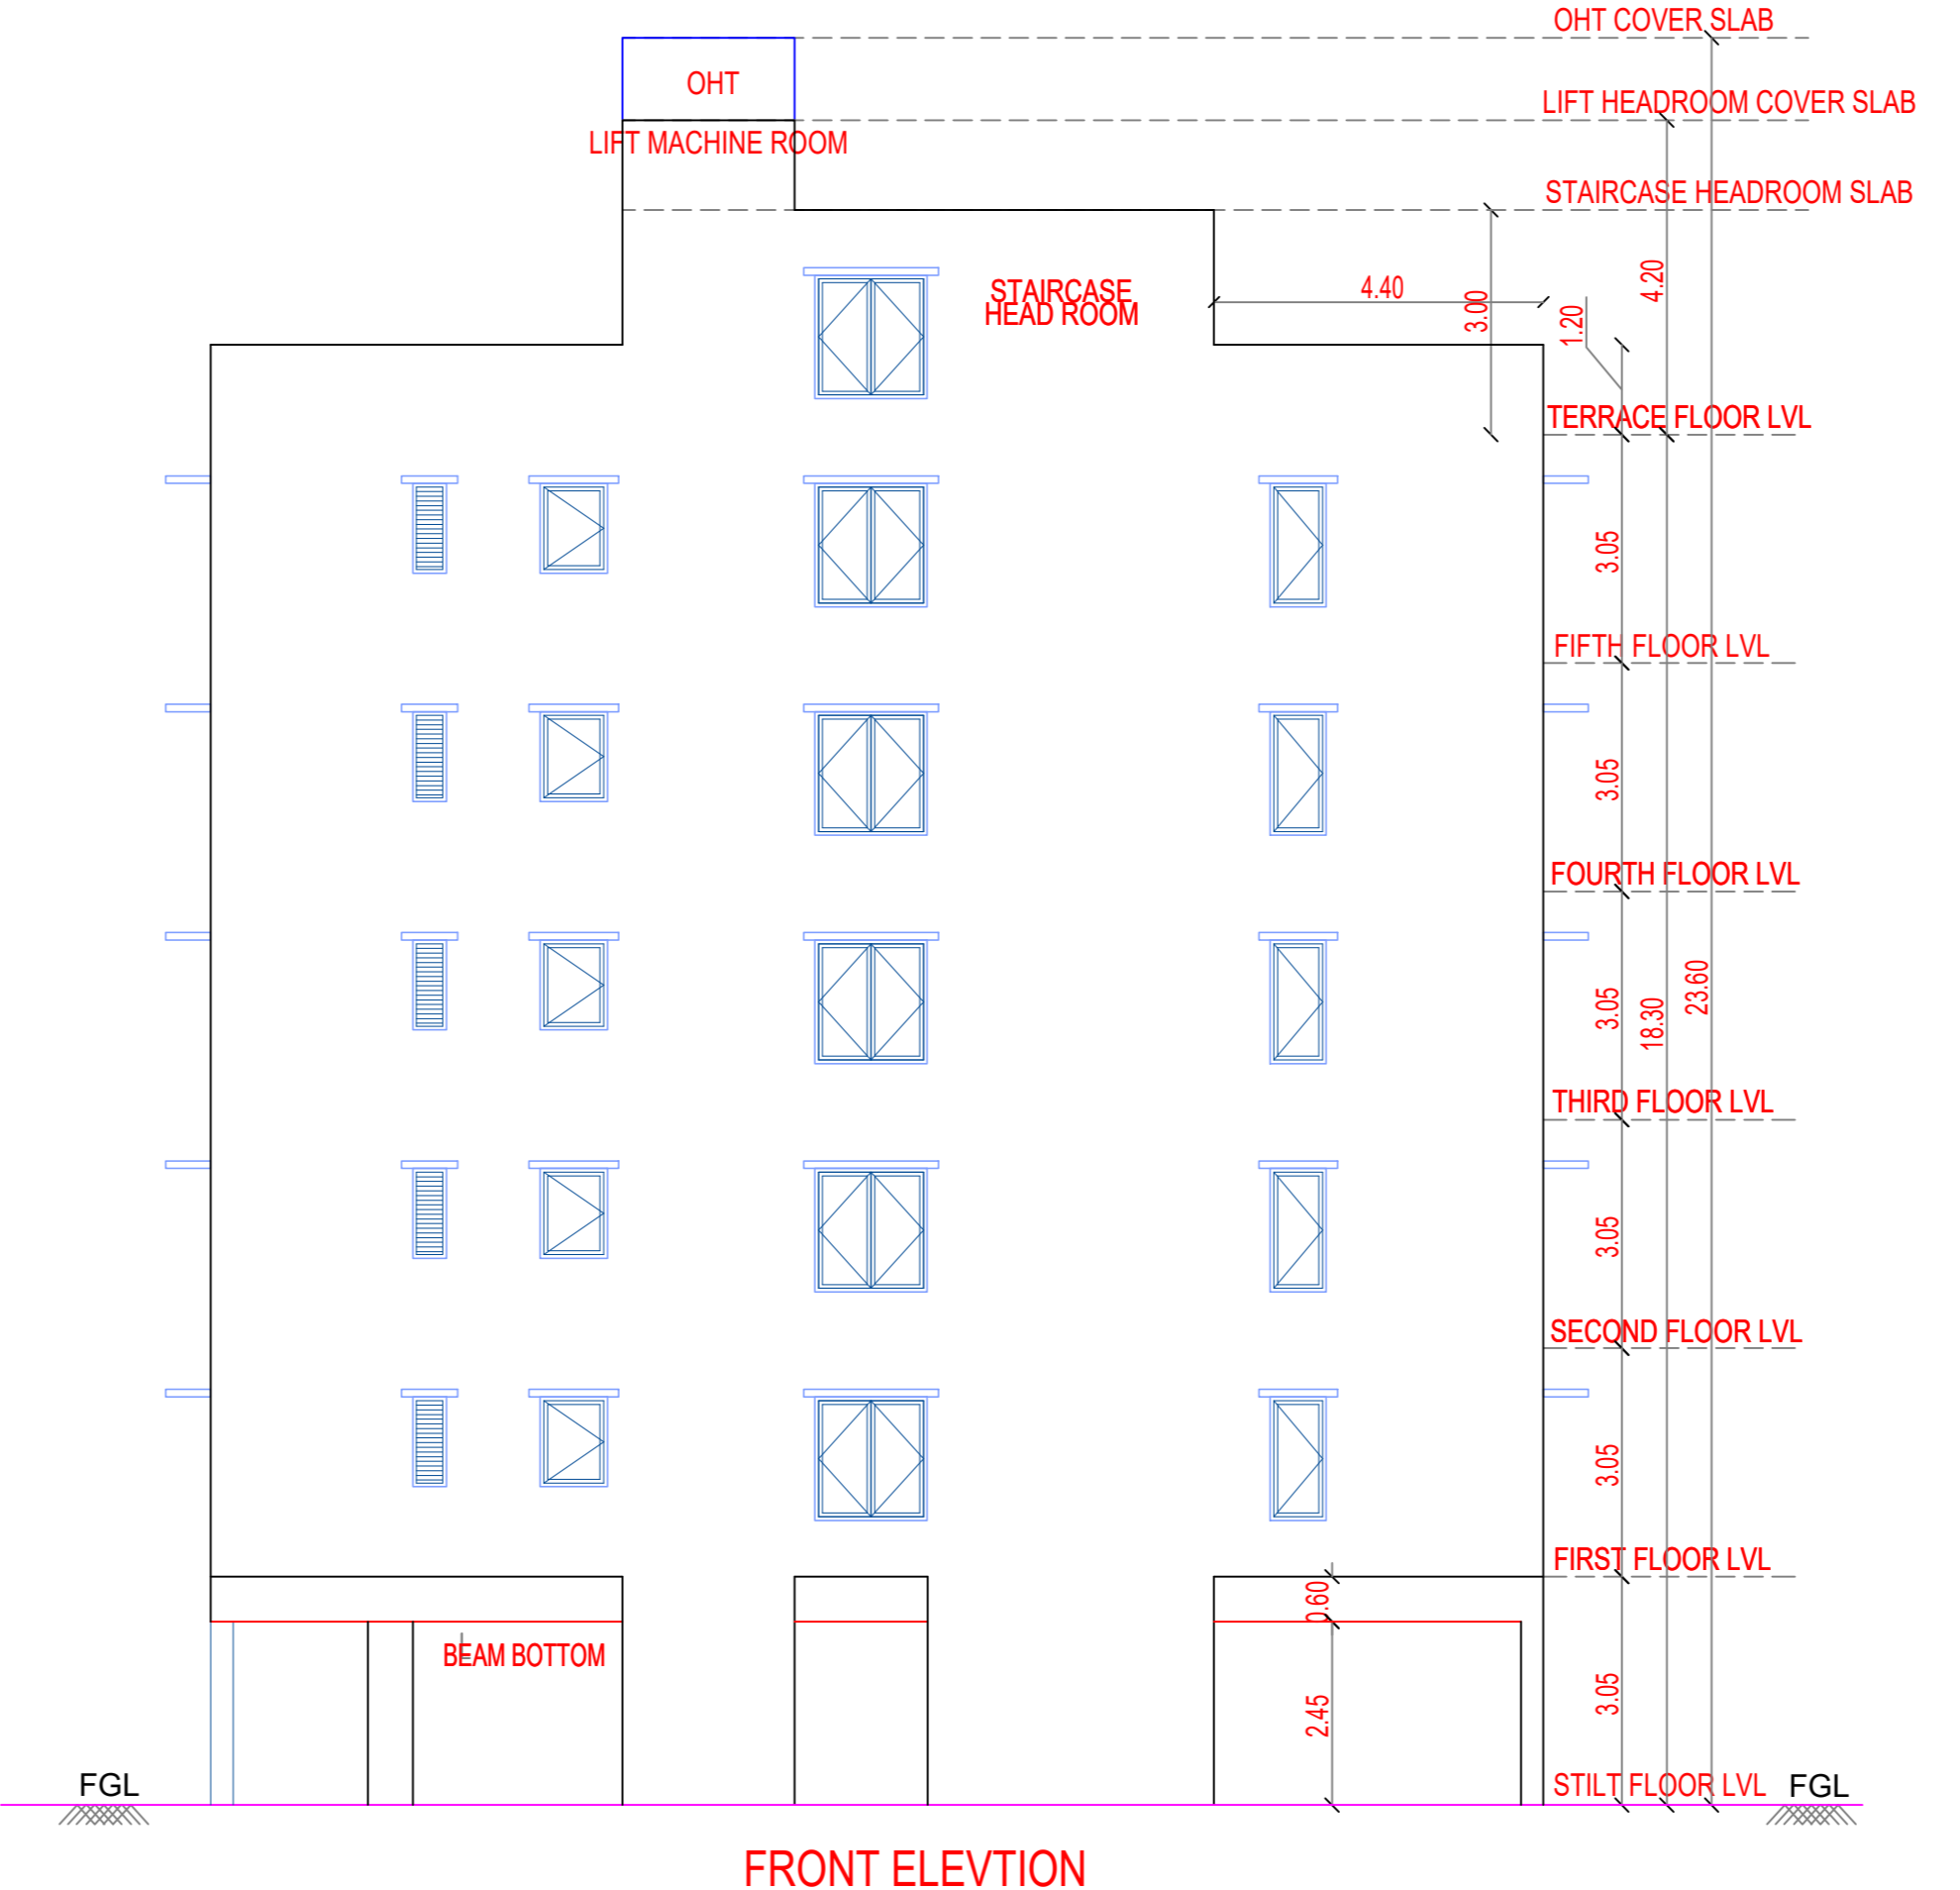 OHT COVER SLAB
OHT
LIFT HEADROOM COVER SLAB
LIFT MACHINE ROOM
STAIRCASE HEADROOM SLAB
STAIRCASE
HEAD ROOM
4.40
3.00
1.20
4.20
TERRACE FLOOR LVL
3.05
FIFTH FLOOR LVL
3.05
FOURTH FLOOR LVL
3.05
18.30
23.60
THIRD FLOOR LVL
3.05
SECOND FLOOR LVL
3.05
FIRST FLOOR LVL
0.60
BEAM BOTTOM
2.45
3.05
FGL
STILT FLOOR LVL
FGL
FRONT ELEVTION